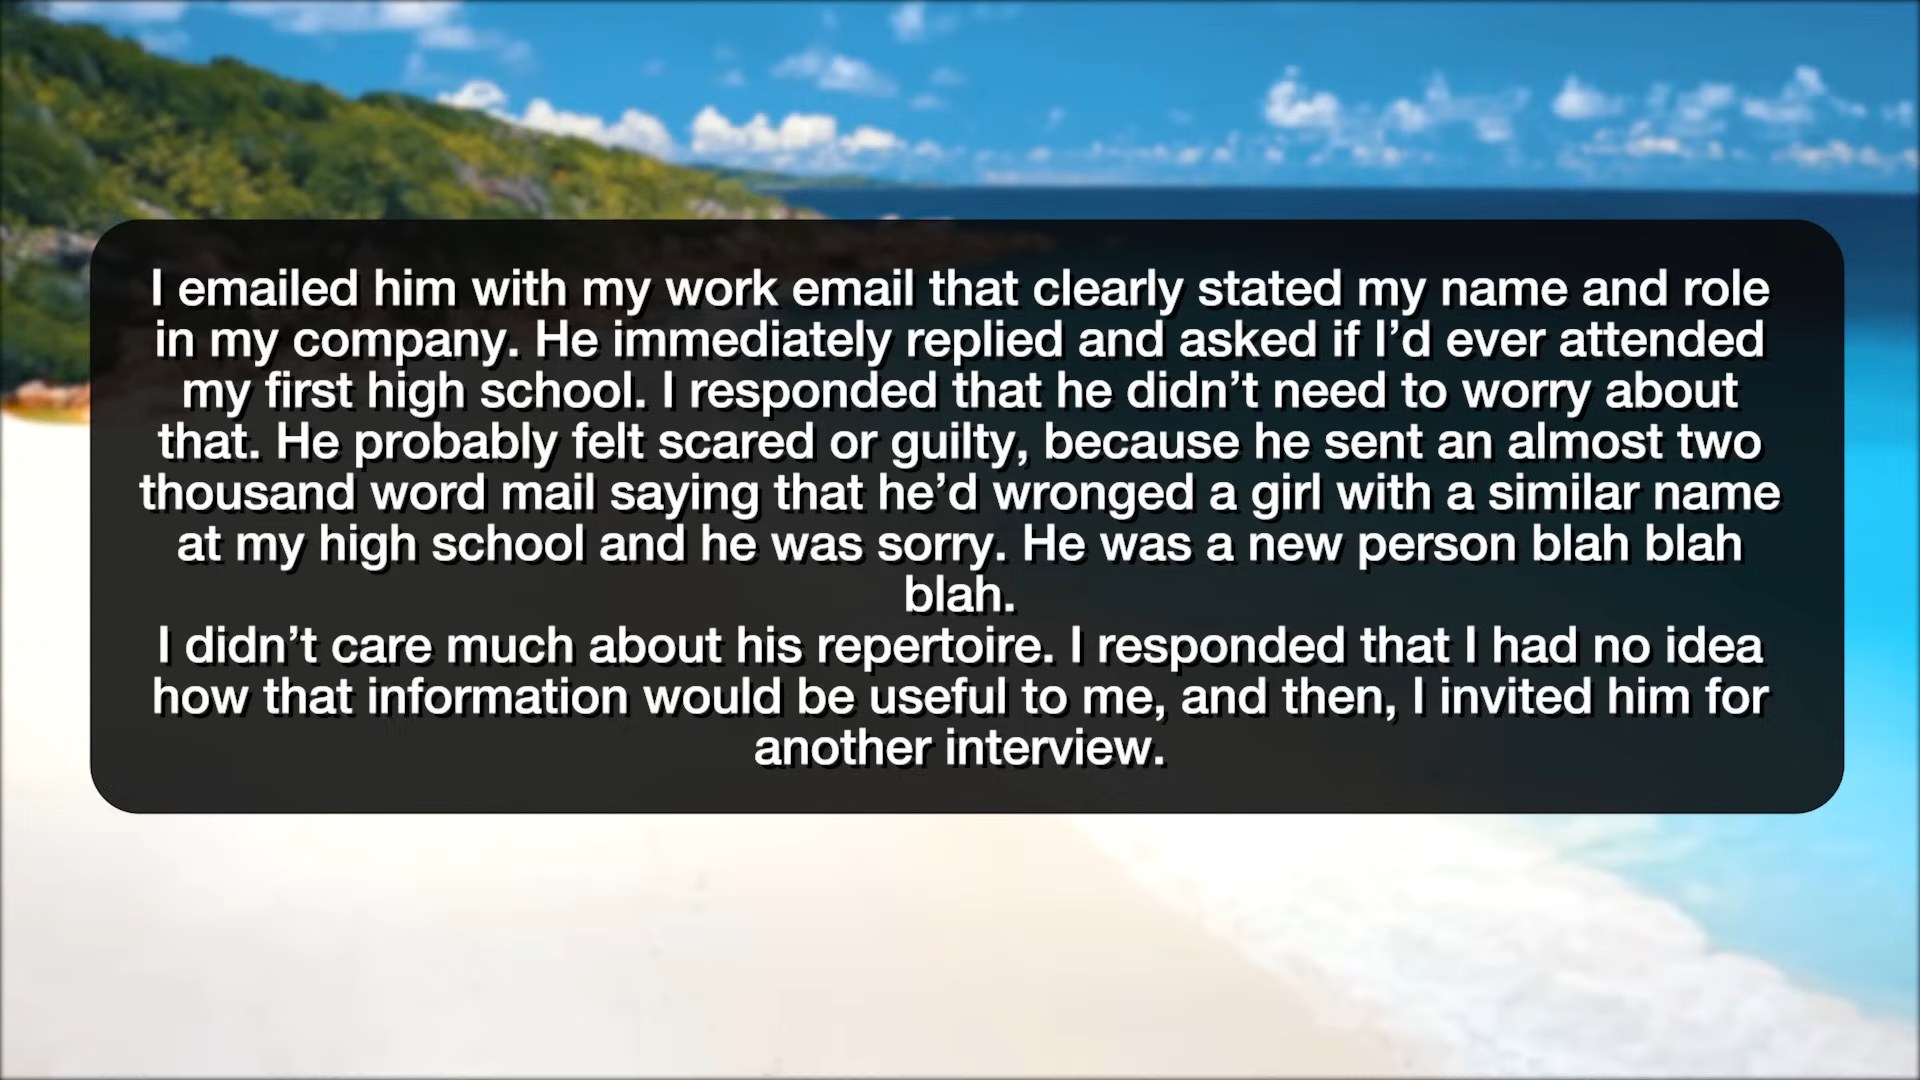 I emailed him with my work email that clearly stated my name and role
in my company. He immediately replied and asked if I’d ever attended
my first high school. I responded that he didn’t need to worry about
that. He probably felt scared or guilty, because he sent an almost two
thousand word mail saying that he’d wronged a girl with a similar name
at my high school and he was sorry. He was a new person blah blah
blah.
I didn’t care much about his repertoire. I responded that I had no idea
how that information would be useful to me, and then, I invited him for
another interview.